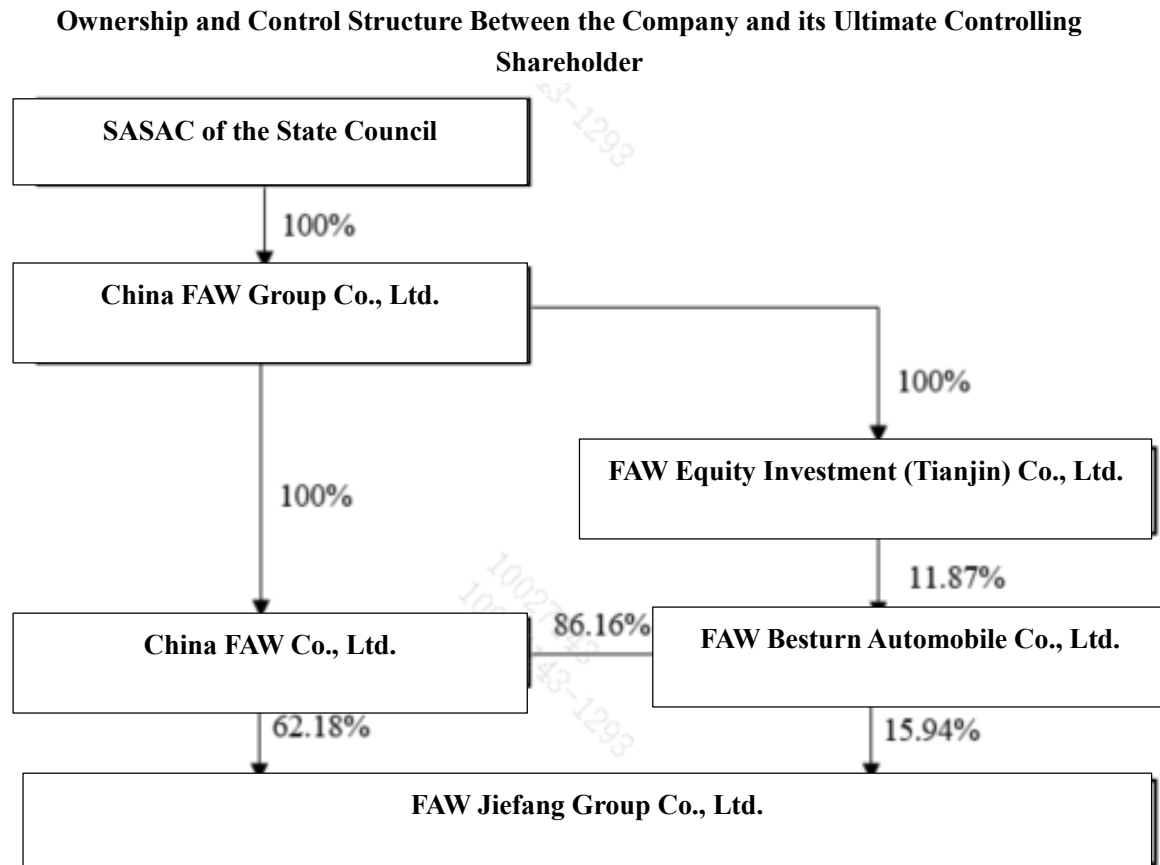 Ownership and Control Structure Between the Company and its Ultimate Controlling
Shareholder
SASAC of the State Council
100%
China FAW Group Co., Ltd.
100%
100%
FAW Equity Investment (Tianjin) Co., Ltd.
11.87%
China FAW Co., Ltd.
86.16%
FAW Besturn Automobile Co., Ltd.
62.18%
15.94%
FAW Jiefang Group Co., Ltd.